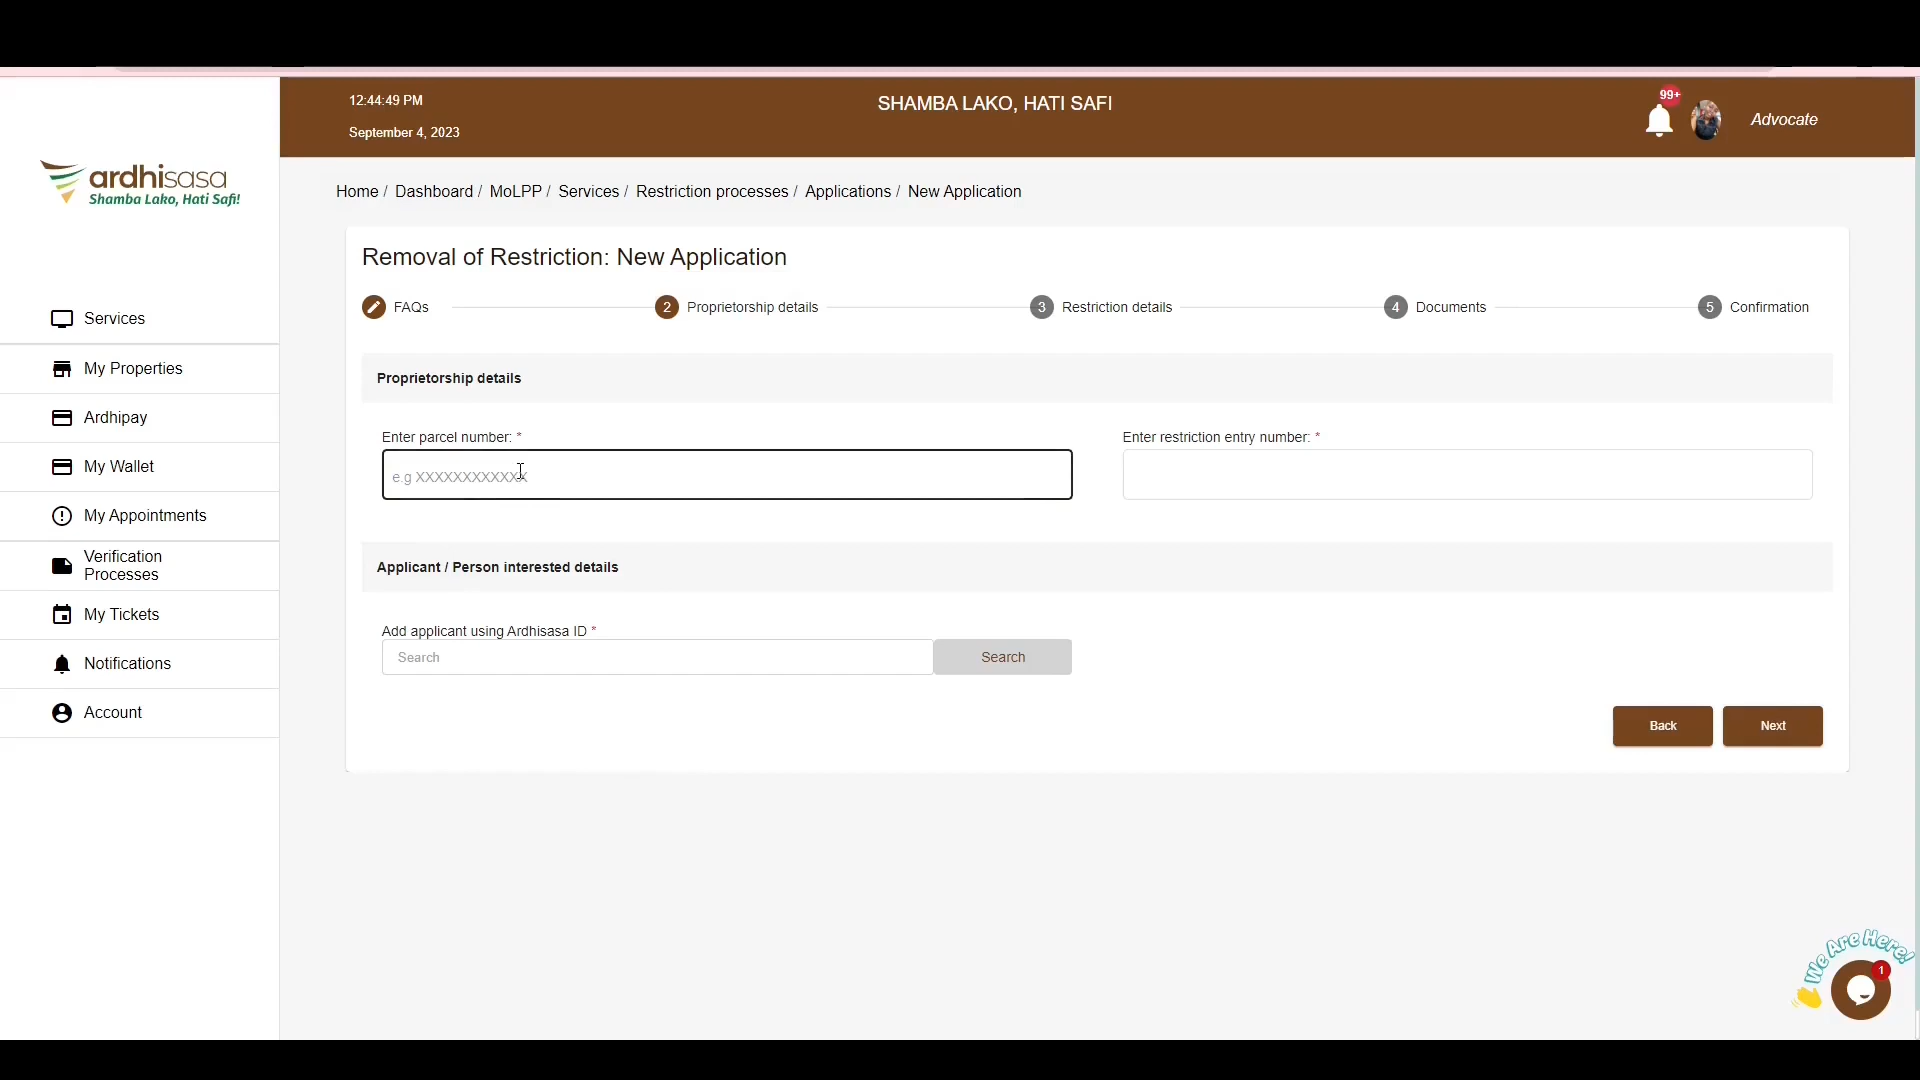 12:44:49 PM
SHAMBA LAKO, HATI SAFI
99+
Advocate
September 4, 2023
ardhisasa
Shamba Lako, Hati Safi!
Home / Dashboard / MoLPP / Services / Restriction processes / Applications / New Application
Removal of Restriction: New Application
FAQs
2 Proprietorship details
3 Restriction details
4 Documents
5 Confirmation
Services
My Properties
Ardhipay
My Wallet
My Appointments
Verification
Processes
My Tickets
Notifications
Account
Proprietorship details
Enter parcel number: *
e.g XXXXXXXXXXXX
Enter restriction entry number: *
Applicant / Person interested details
Add applicant using Ardhisasa ID *
Search
Search
Back
Next
We Are Here!
1